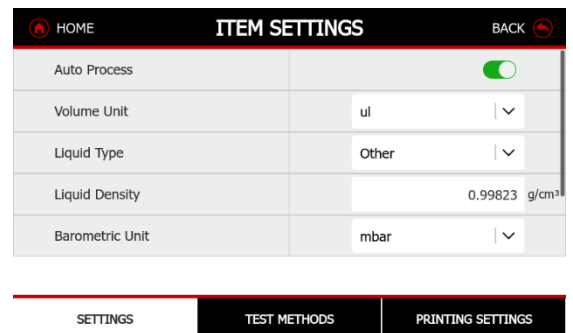 HOME ITEM SETTINGS BACK
Auto Process
Volume Unit ul
Liquid Type Other
Liquid Density 0.99823 g/cm³
Barometric Unit mbar
SETTINGS TEST METHODS PRINTING SETTINGS